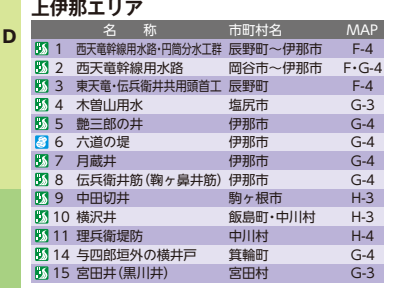 上伊那エリア
D
名 称 市町村名 MAP
1 西天竜幹線用水路・円筒分水工群 辰野町～伊那市 F-4
2 西天竜幹線用水路 岡谷市～伊那市 F・G-4
3 東天竜・伝兵衛井共用頭首工 辰野町 F-4
4 木曽山用水 塩尻市 G-3
5 艶三郎の井 伊那市 G-4
6 六道の堤 伊那市 G-4
7 月蔵井 伊那市 G-4
8 伝兵衛井筋(鞠ヶ鼻井筋) 伊那市 G-4
9 中田切井 駒ヶ根市 H-3
10 横沢井 飯島町・中川村 H-3
11 理兵衛堤防 中川村 H-4
14 与四郎垣外の横井戸 箕輪町 G-4
15 宮田井(黒川井) 宮田村 G-3